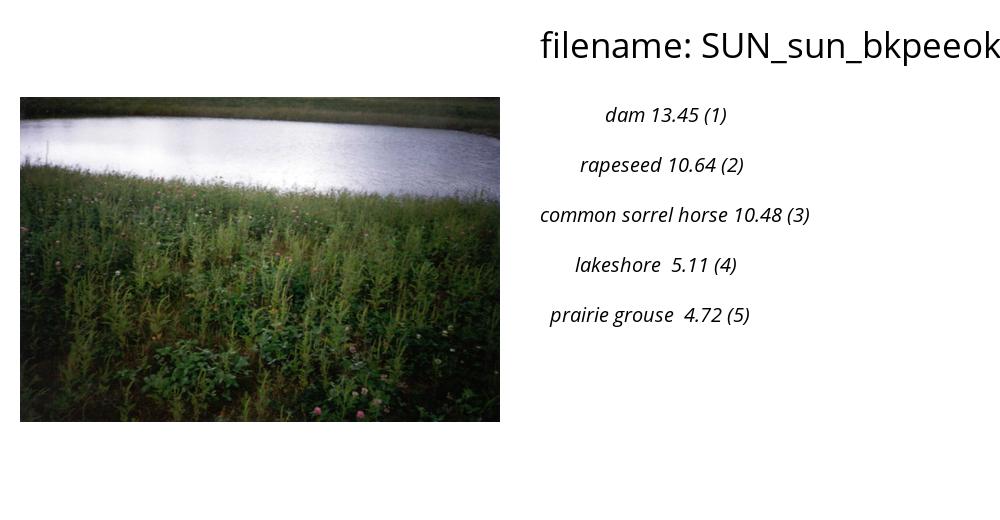 filename: SUN_sun_bkpeeok
dam 13.45 (1)
rapeseed 10.64 (2)
common sorrel horse 10.48 (3)
lakeshore 5.11 (4)
prairie grouse 4.72 (5)